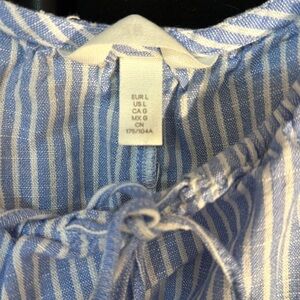 EUR L
US L
CA G
MX G
CN
175/104A